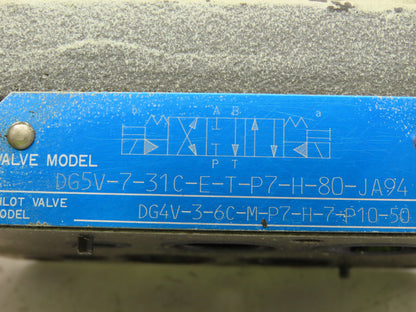 b A B a
P T
VALVE MODEL
DG5V-7-31C-E-T-P7-H-80-JA94
PILOT VALVE
MODEL DG4V-3-6C-M-P7-H-7-P10-50